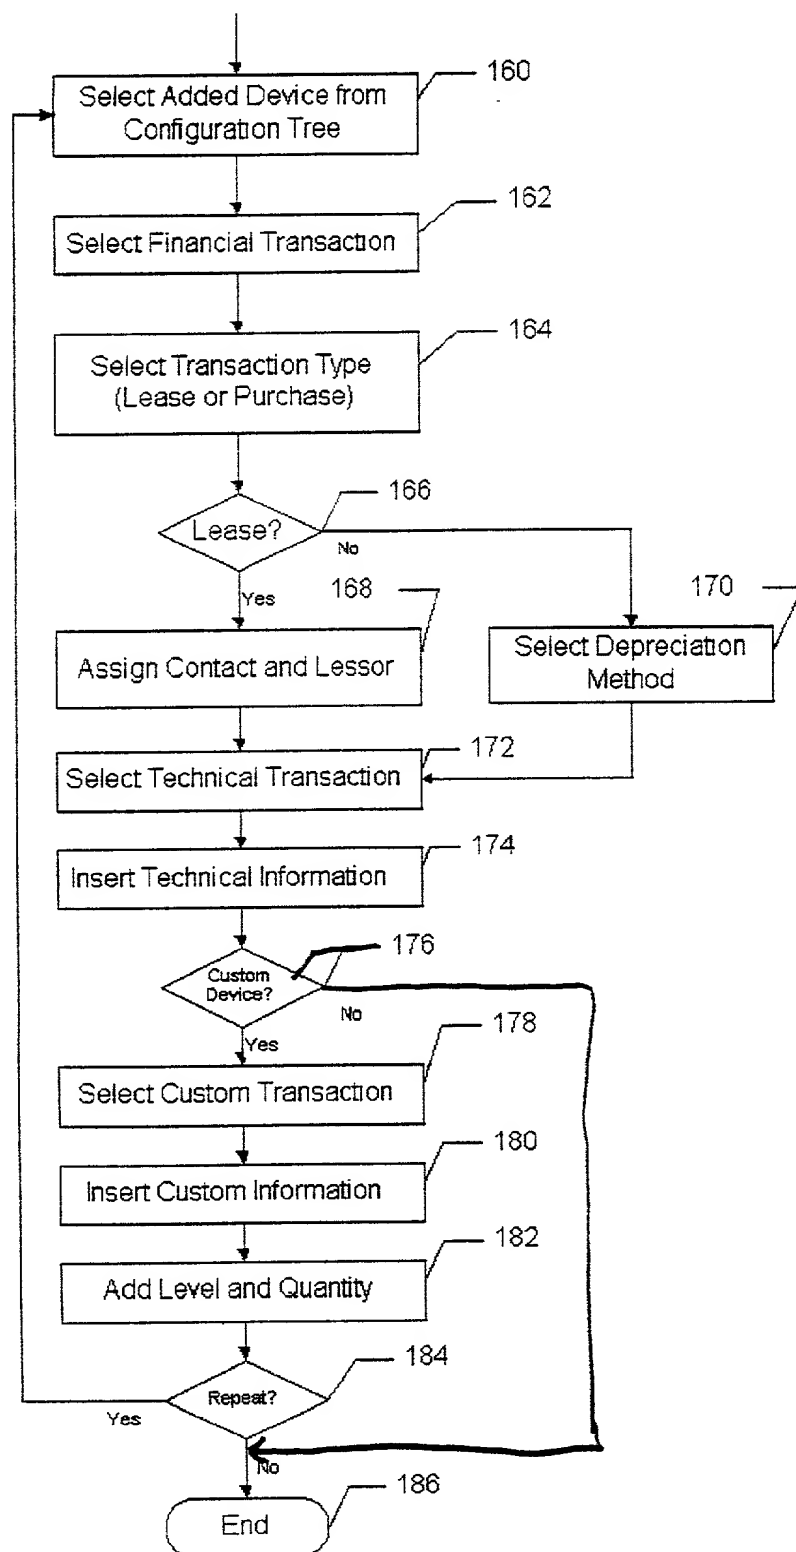 160
Select Added Device from
Configuration Tree
162
Select Financial Transaction
164
Select Transaction Type
(Lease or Purchase)
166
Lease?
No
Yes
168
170
Assign Contact and Lessor
Select Depreciation
Method
172
Select Technical Transaction
174
Insert Technical Information
176
Custom
Device?
No
Yes
178
Select Custom Transaction
180
Insert Custom Information
182
Add Level and Quantity
184
Repeat?
Yes
No
186
End